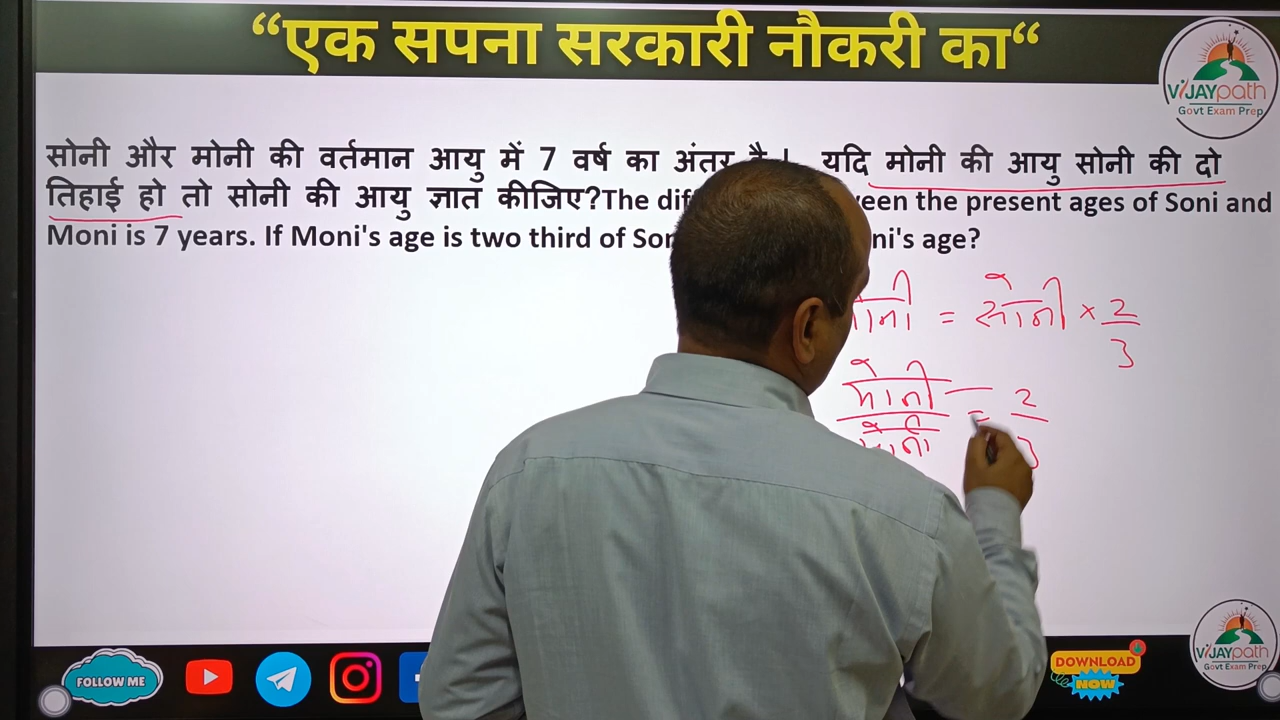 “एक सपना सरकारी नौकरी का“
VIJAYpath
Govt Exam Prep
सोनी और मोनी की वर्तमान आयु में 7 वर्ष का अंतर है। यदि मोनी की आयु सोनी की दो
तिहाई हो तो सोनी की आयु ज्ञात कीजिए?The ween the present ages of Soni and
Moni is 7 years. If Moni's age is two third of ni's age?
= सोनी × 2/3
मोनी = 2
3
FOLLOW ME
DOWNLOAD
NOW
VIJAYpath
Govt Exam Prep